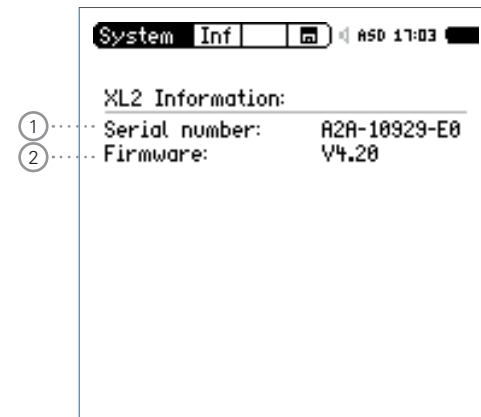 System Inf ASD 17:03
XL2 Information:
1 Serial number: A2A-10929-E0
2 Firmware: V4.20